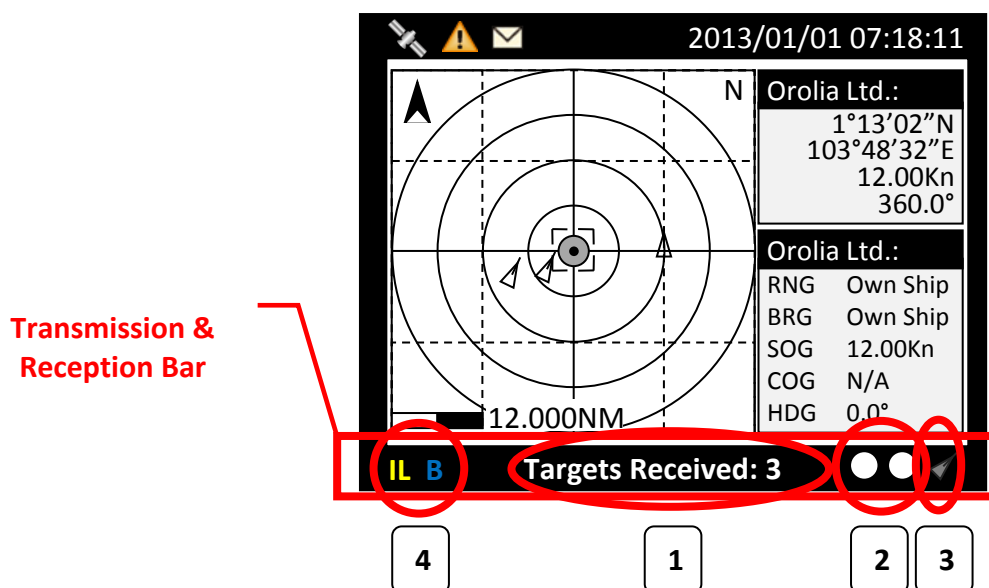 2013/01/01 07:18:11
N
Orolia Ltd.:
1°13’02”N
103°48’32”E
12.00Kn
360.0°
Orolia Ltd.:
RNG Own Ship
BRG Own Ship
SOG 12.00Kn
COG N/A
HDG 0.0°
12.000NM
Transmission &
Reception Bar
IL B Targets Received: 3
4 1 2 3